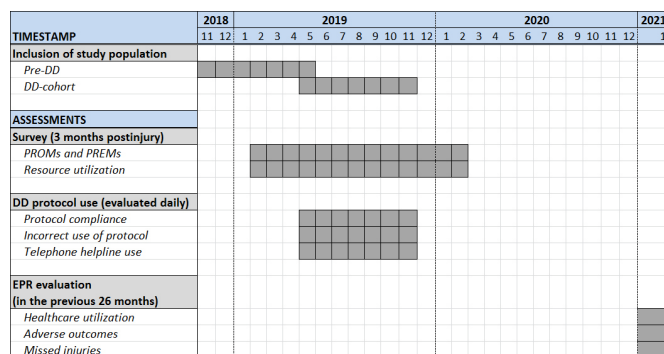 2018 2019 2020 2021
TIMESTAMP 11 12 1 2 3 4 5 6 7 8 9 10 11 12 1 2 3 4 5 6 7 8 9 10 11 12 1
Inclusion of study population
Pre-DD
DD-cohort
ASSESSMENTS
Survey (3 months postinjury)
PROMs and PREMs
Resource utilization
DD protocol use (evaluated daily)
Protocol compliance
Incorrect use of protocol
Telephone helpline use
EPR evaluation
(in the previous 26 months)
Healthcare utilization
Adverse outcomes
Missed injuries